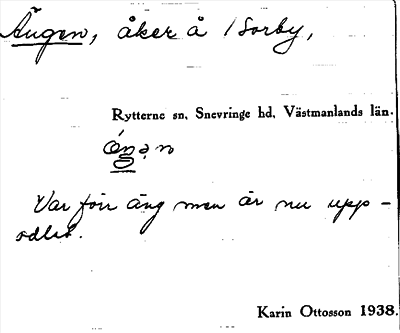 Ängen, åker å Sorby,
Rytterne sn, Snevringe hd, Västmanlands län.
Var förr äng men är nu upp-
odlad.
Karin Ottosson 1938.